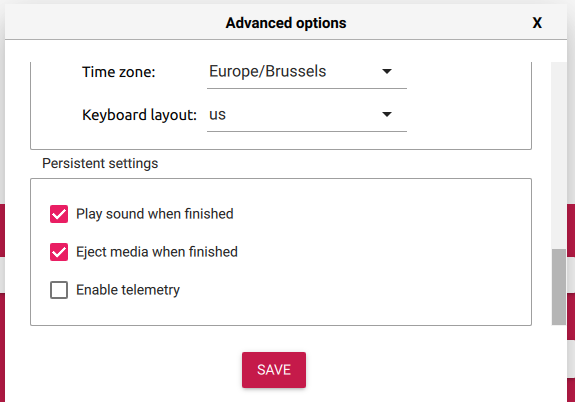 Advanced options X
Time zone: Europe/Brussels
Keyboard layout: us
Persistent settings
Play sound when finished
Eject media when finished
Enable telemetry
SAVE